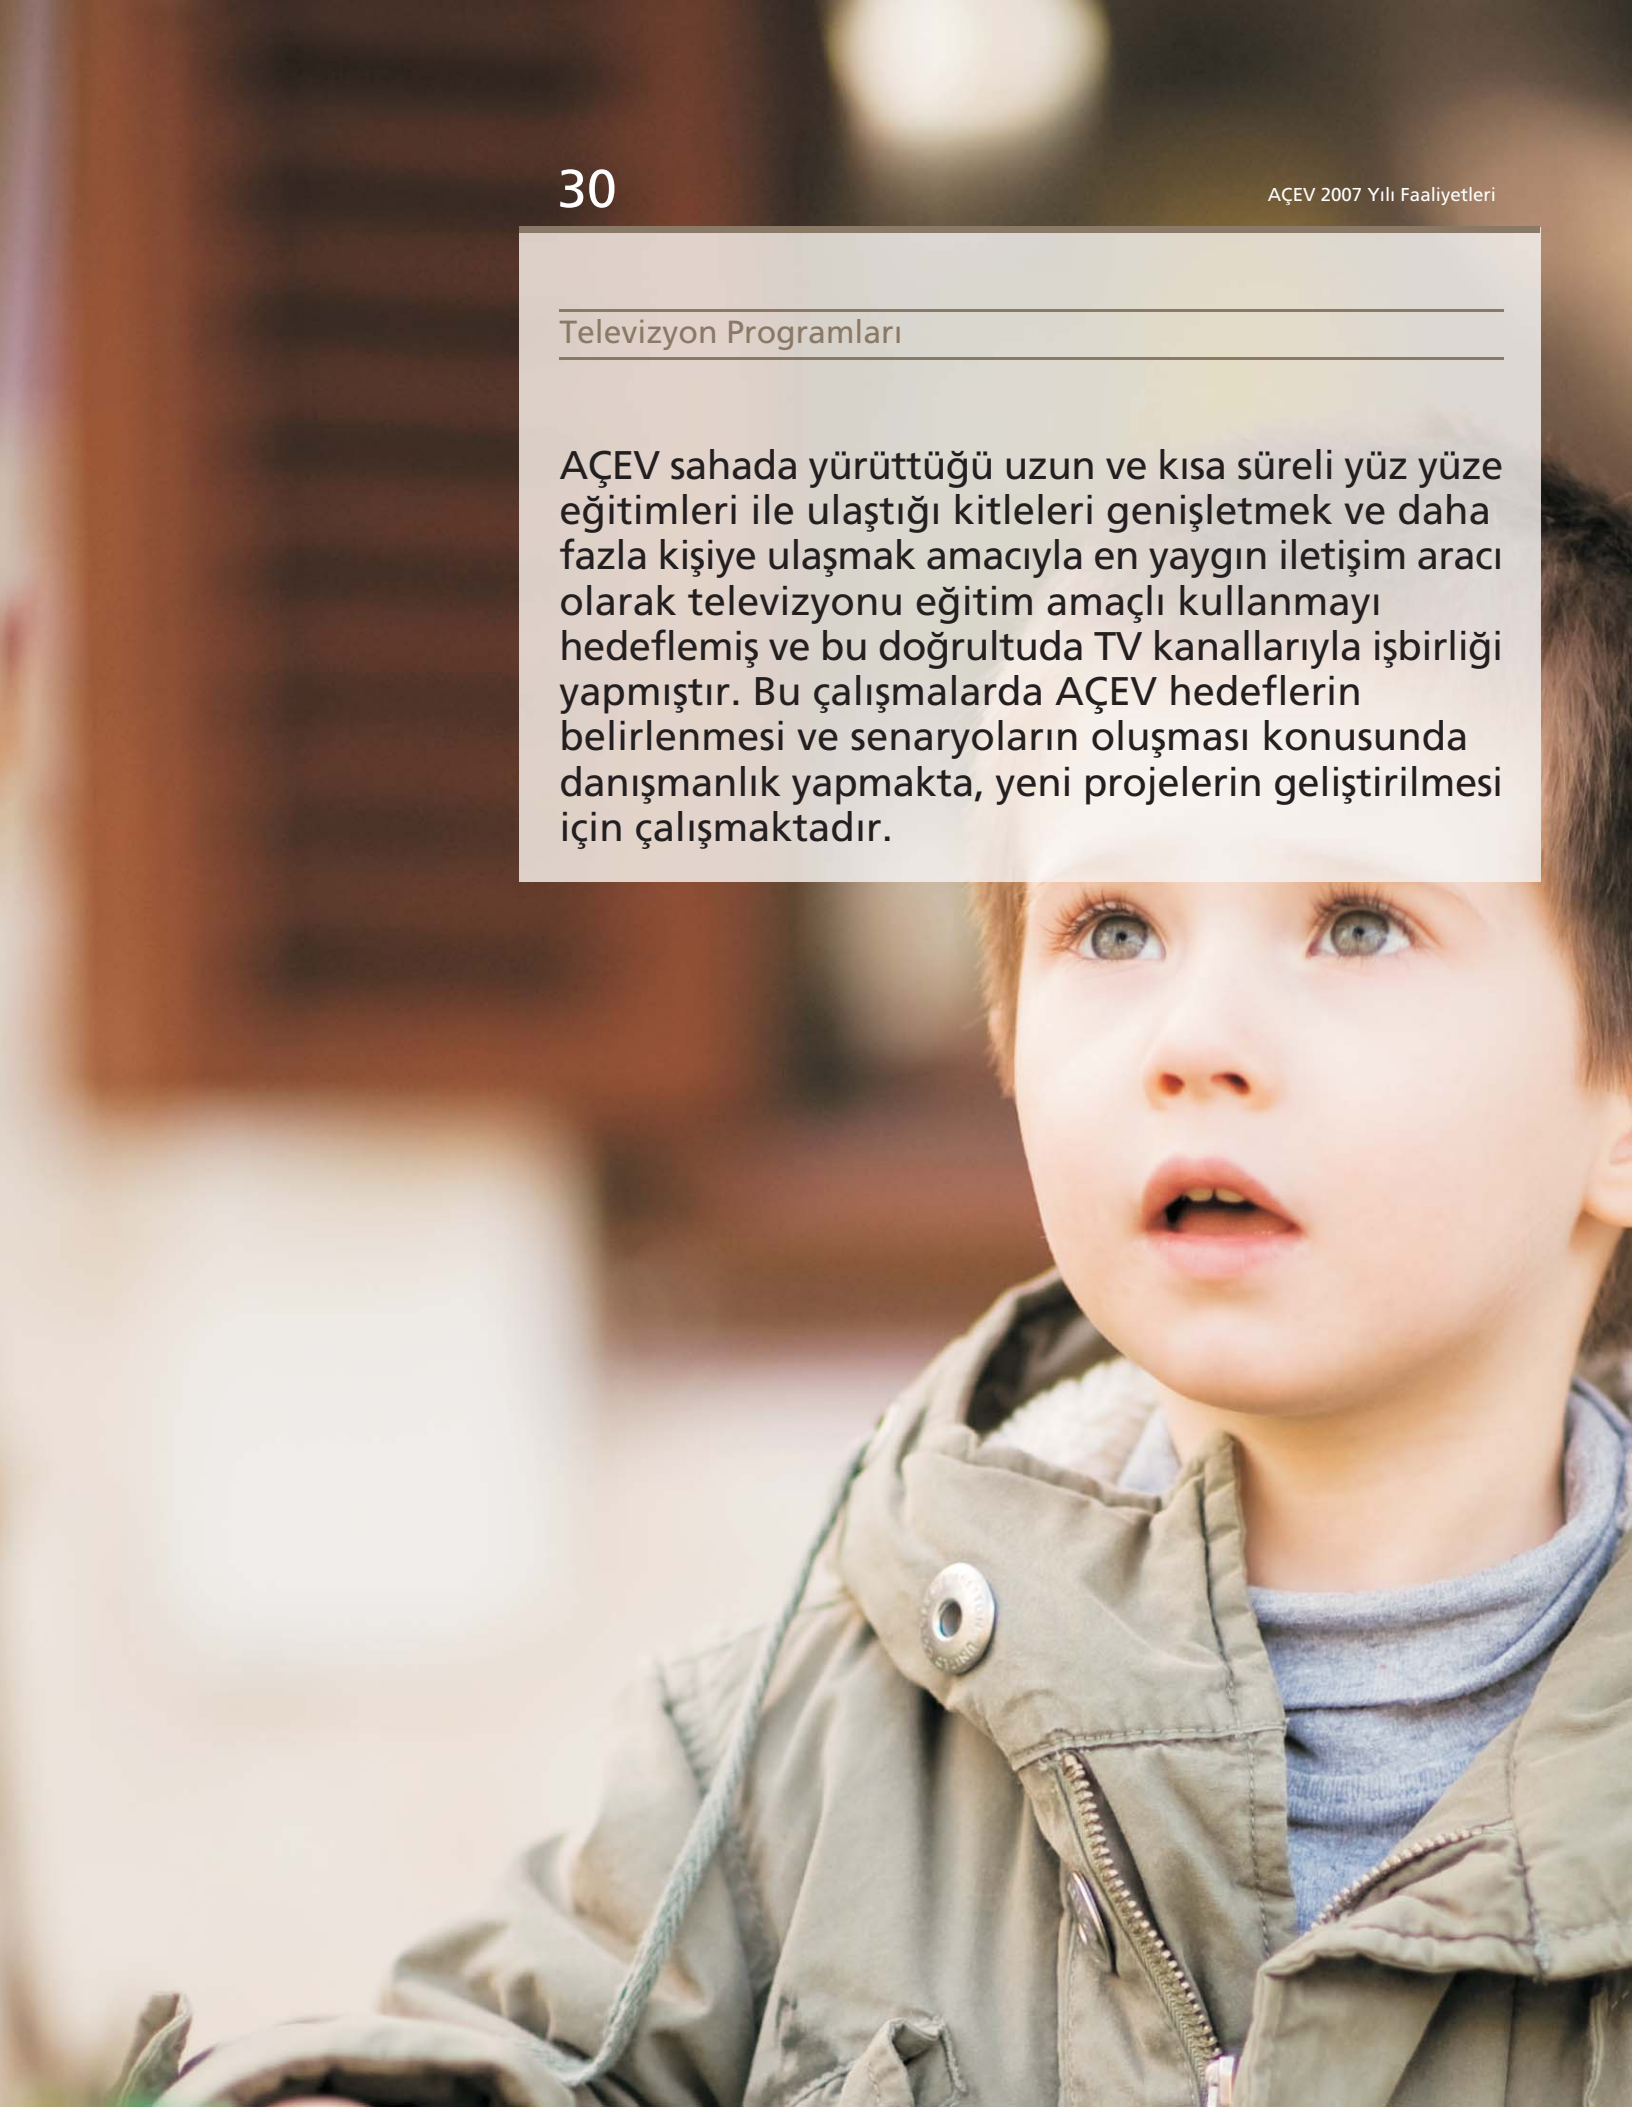 30
AÇEV 2007 Yılı Faaliyetleri
Televizyon Programları
AÇEV sahada yürüttüğü uzun ve kısa süreli yüz yüze
eğitimleri ile ulaştığı kitleleri genişletmek ve daha
fazla kişiye ulaşmak amacıyla en yaygın iletişim aracı
olarak televizyonu eğitim amaçlı kullanmayı
hedeflemiş ve bu doğrultuda TV kanallarıyla işbirliği
yapmıştır. Bu çalışmalarda AÇEV hedeflerin
belirlenmesi ve senaryoların oluşması konusunda
danışmanlık yapmakta, yeni projelerin geliştirilmesi
için çalışmaktadır.